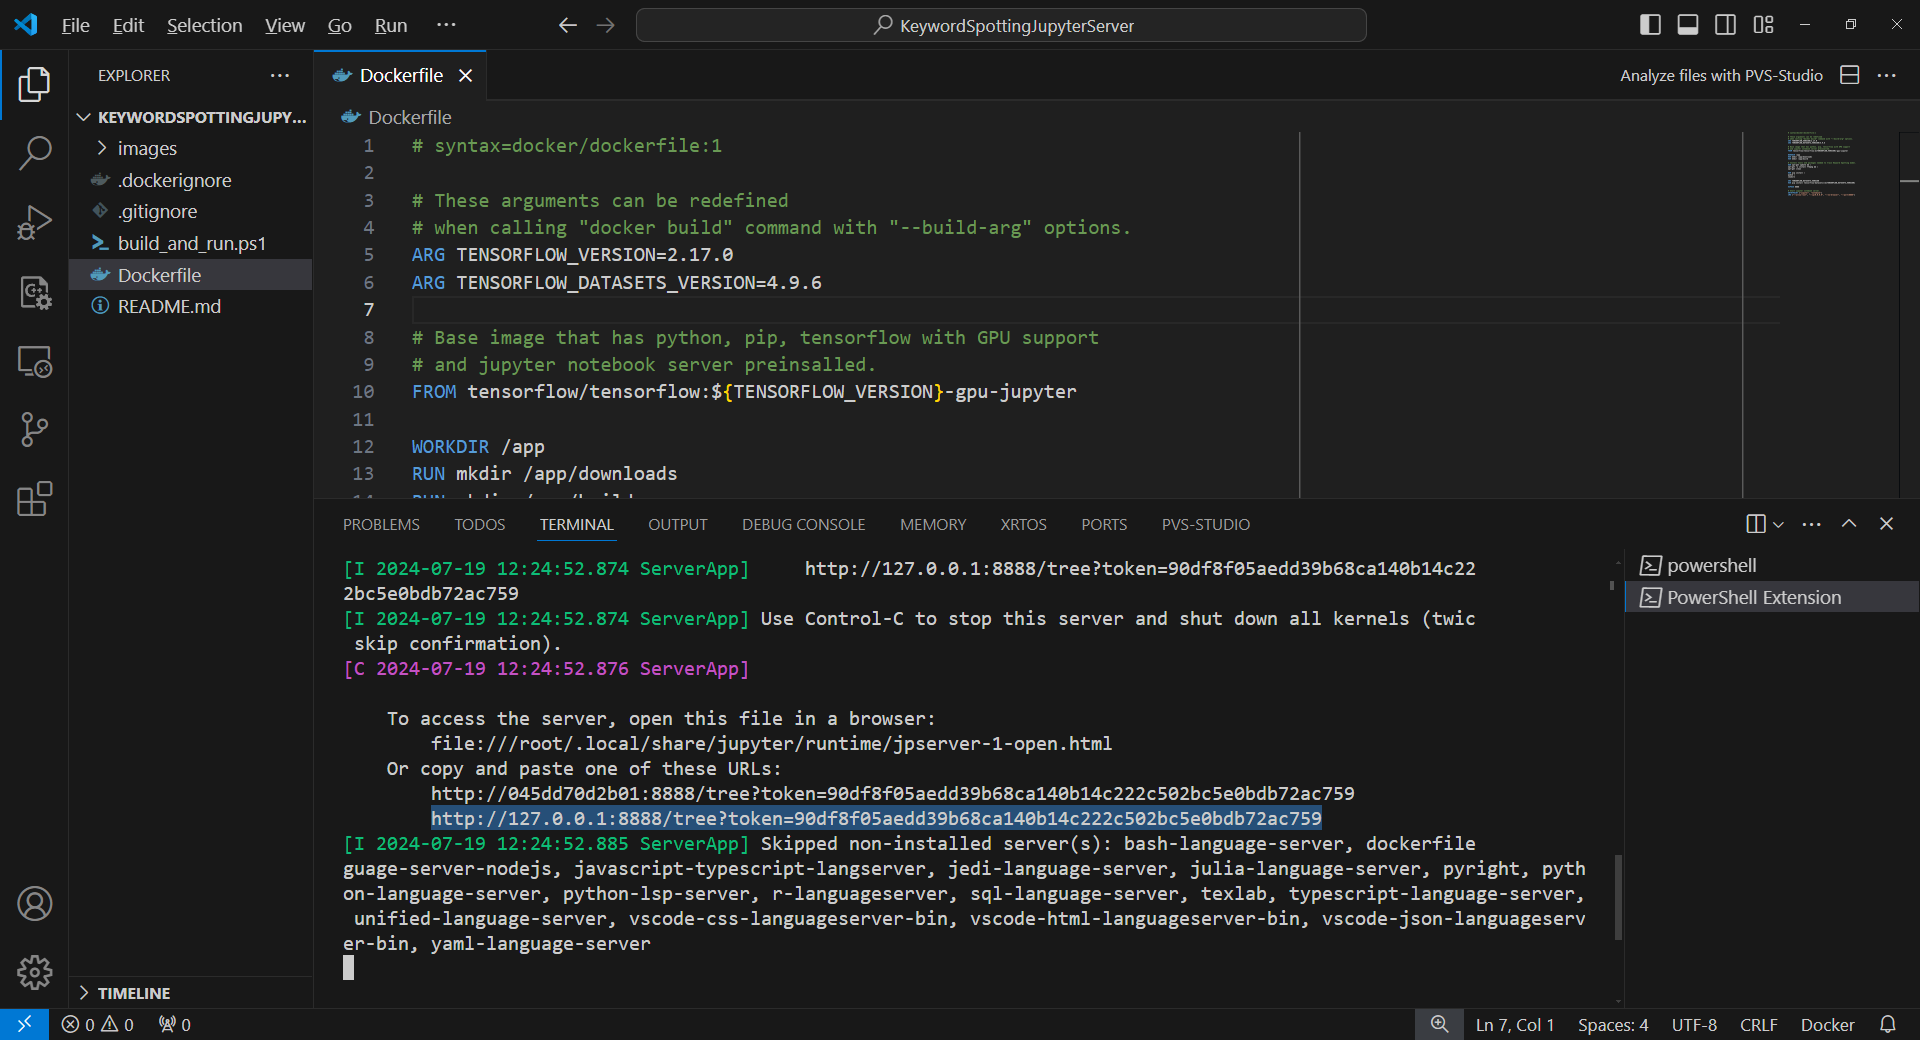 File Edit Selection View Go Run ···
KeywordSpottingJupyterServer
EXPLORER
KEYWORDSPOTTINGJUPY...
images
.dockerignore
.gitignore
build_and_run.ps1
Dockerfile
README.md
TIMELINE
Dockerfile
Analyze files with PVS-Studio
Dockerfile
1 # syntax=docker/dockerfile:1
2
3 # These arguments can be redefined
4 # when calling "docker build" command with "--build-arg" options.
5 ARG TENSORFLOW_VERSION=2.17.0
6 ARG TENSORFLOW_DATASETS_VERSION=4.9.6
7
8 # Base image that has python, pip, tensorflow with GPU support
9 # and jupyter notebook server preinsalled.
10 FROM tensorflow/tensorflow:${TENSORFLOW_VERSION}-gpu-jupyter
11
12 WORKDIR /app
13 RUN mkdir /app/downloads
PROBLEMS TODOS TERMINAL OUTPUT DEBUG CONSOLE MEMORY XRTOS PORTS PVS-STUDIO
[I 2024-07-19 12:24:52.874 ServerApp] http://127.0.0.1:8888/tree?token=90df8f05aedd39b68ca140b14c22
2bc5e0bdb72ac759
[I 2024-07-19 12:24:52.874 ServerApp] Use Control-C to stop this server and shut down all kernels (twic
skip confirmation).
[C 2024-07-19 12:24:52.876 ServerApp]
To access the server, open this file in a browser:
file:///root/.local/share/jupyter/runtime/jpserver-1-open.html
Or copy and paste one of these URLs:
http://045dd70d2b01:8888/tree?token=90df8f05aedd39b68ca140b14c222c502bc5e0bdb72ac759
http://127.0.0.1:8888/tree?token=90df8f05aedd39b68ca140b14c222c502bc5e0bdb72ac759
[I 2024-07-19 12:24:52.885 ServerApp] Skipped non-installed server(s): bash-language-server, dockerfile
guage-server-nodejs, javascript-typescript-langserver, jedi-language-server, julia-language-server, pyright, pyth
on-language-server, python-lsp-server, r-languageserver, sql-language-server, texlab, typescript-language-server,
unified-language-server, vscode-css-languageserver-bin, vscode-html-languageserver-bin, vscode-json-languageserv
er-bin, yaml-language-server
powershell
PowerShell Extension
0 0 0
Ln 7, Col 1 Spaces: 4 UTF-8 CRLF Docker